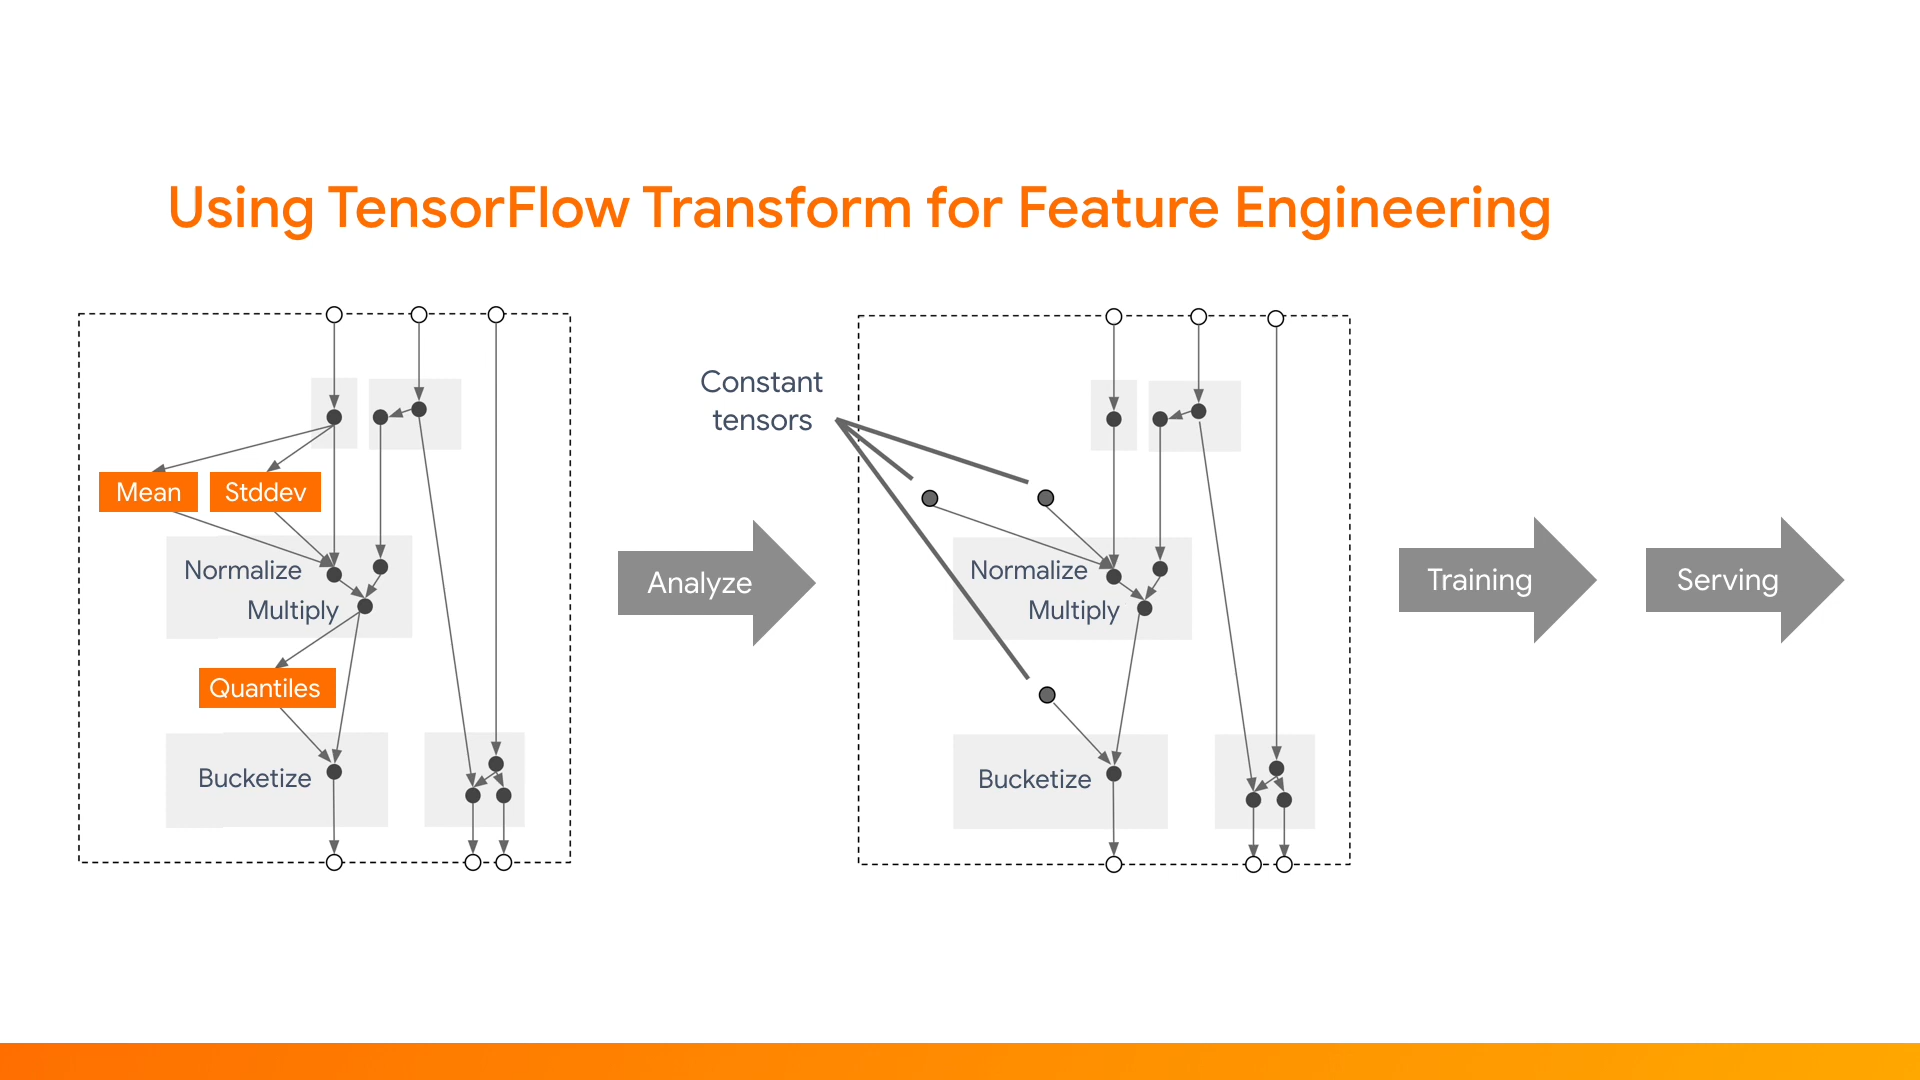 Using TensorFlow Transform for Feature Engineering
Mean
Stddev
Normalize
Multiply
Quantiles
Bucketize
Analyze
Constant
tensors
Normalize
Multiply
Bucketize
Training
Serving